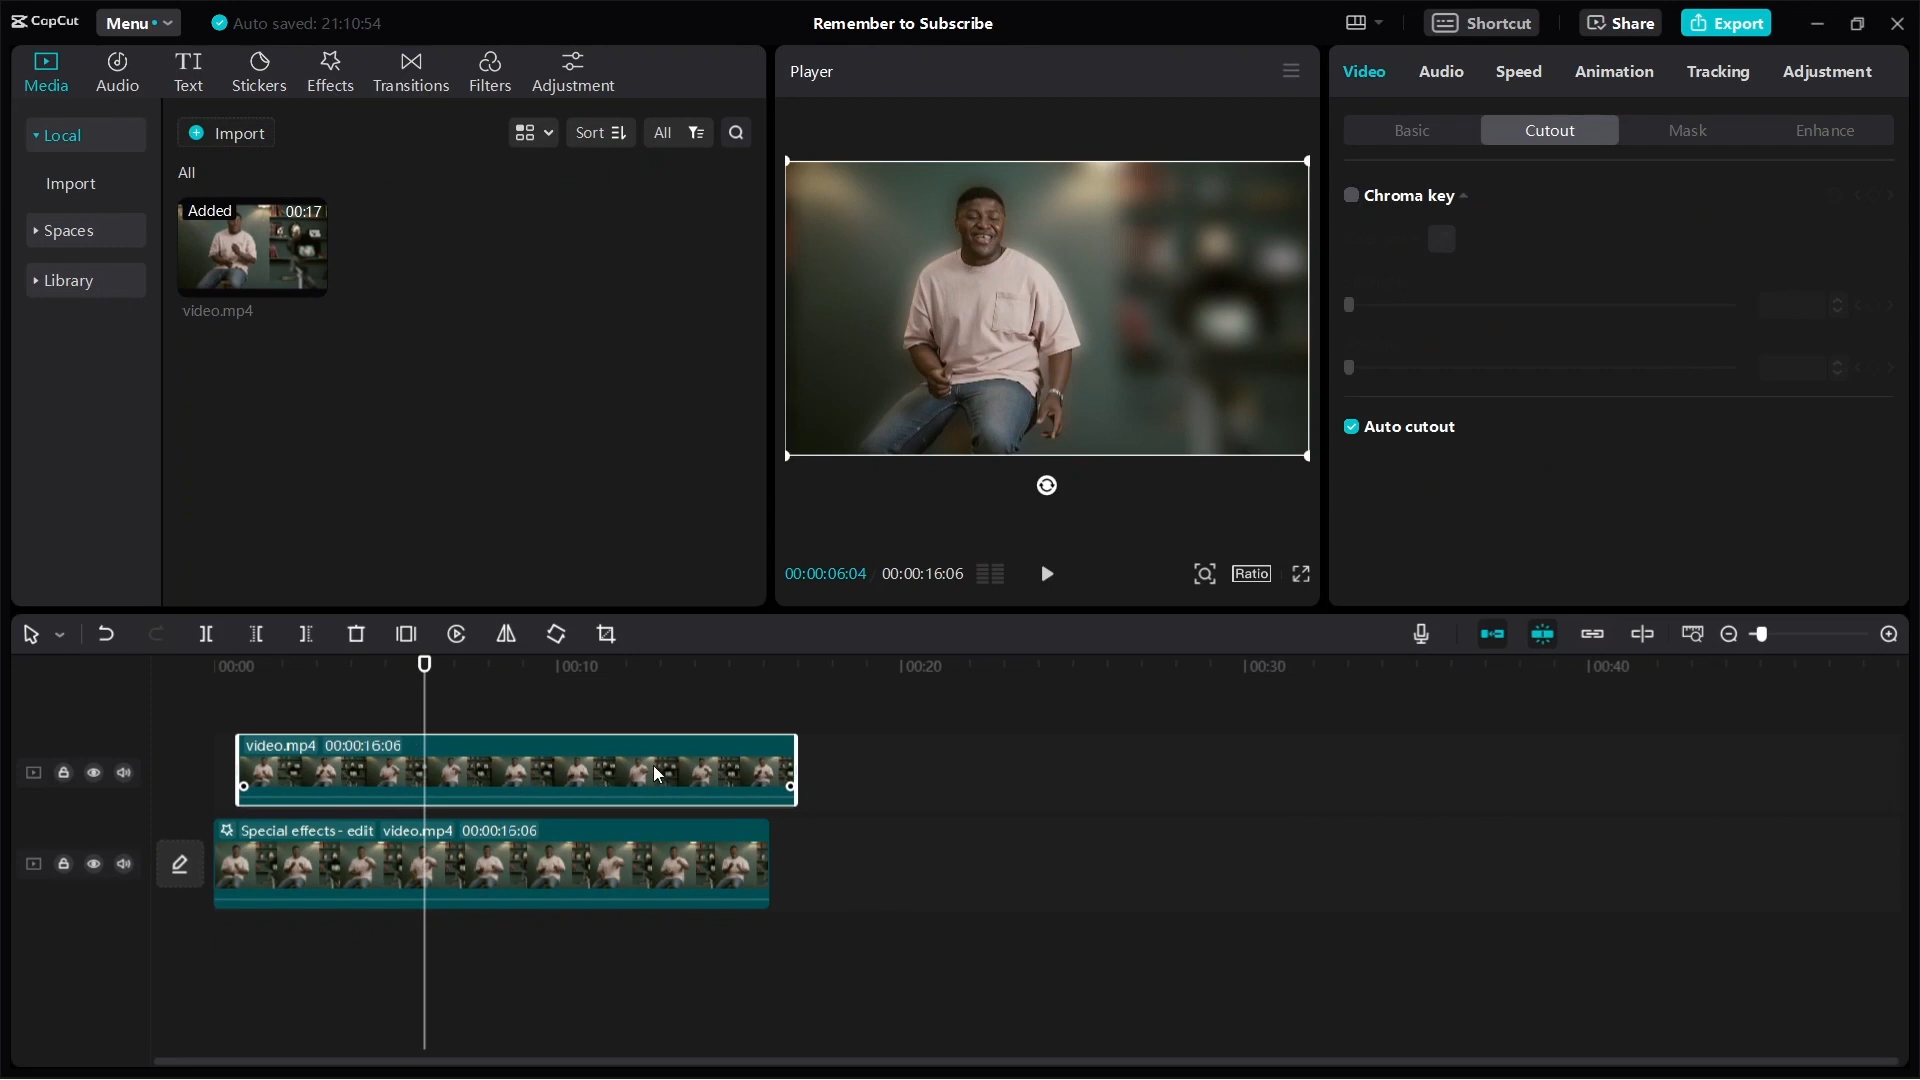 CapCut
Menu
Auto saved: 21:10:54
Remember to Subscribe
Shortcut
Share
Export
Media
Audio
Text
Stickers
Effects
Transitions
Filters
Adjustment
Player
Video
Audio
Speed
Animation
Tracking
Adjustment
Local
Import
Sort
All
Basic
Cutout
Mask
Enhance
Import
All
Spaces
Added
00:17
Chroma key
Library
video.mp4
Auto cutout
00:00:06:04
00:00:16:06
Ratio
00:00
00:10
00:20
00:30
00:40
video.mp4 00:00:16:06
Special effects - edit video.mp4 00:00:16:06